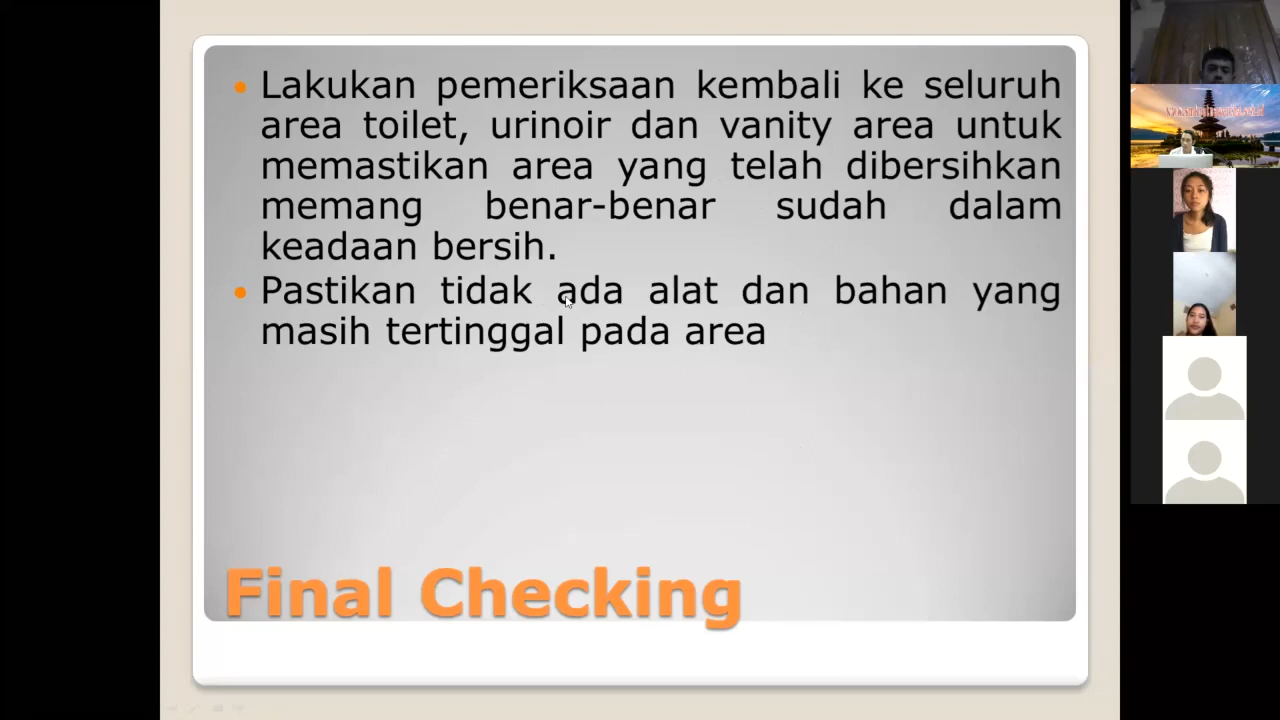 Lakukan pemeriksaan kembali ke seluruh
area toilet, urinoir dan vanity area untuk
memastikan area yang telah dibersihkan
memang benar-benar sudah dalam
keadaan bersih.
Pastikan tidak ada alat dan bahan yang
masih tertinggal pada area
Final Checking